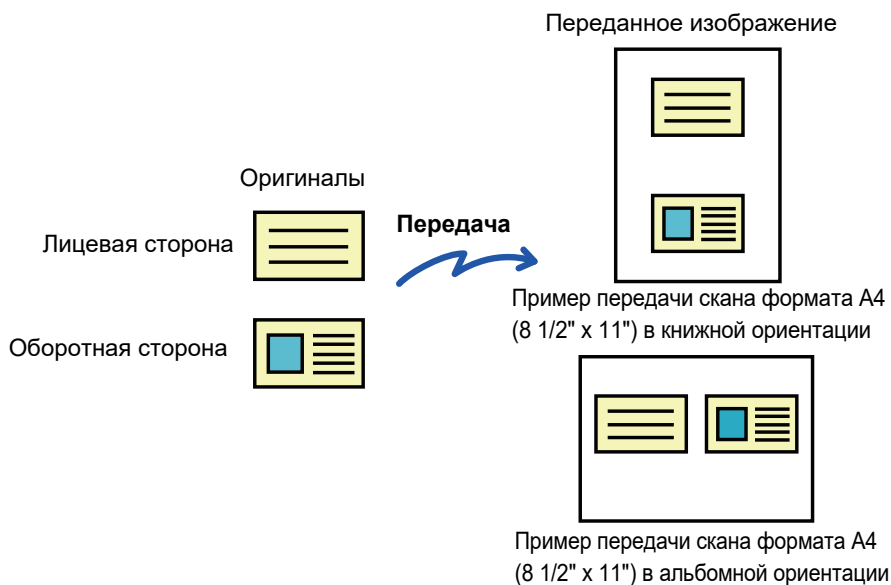 Переданное изображение
Оригиналы
Лицевая сторона
Передача
Оборотная сторона
Пример передачи скана формата A4
(8 1/2" x 11") в книжной ориентации
Пример передачи скана формата A4
(8 1/2" x 11") в альбомной ориентации